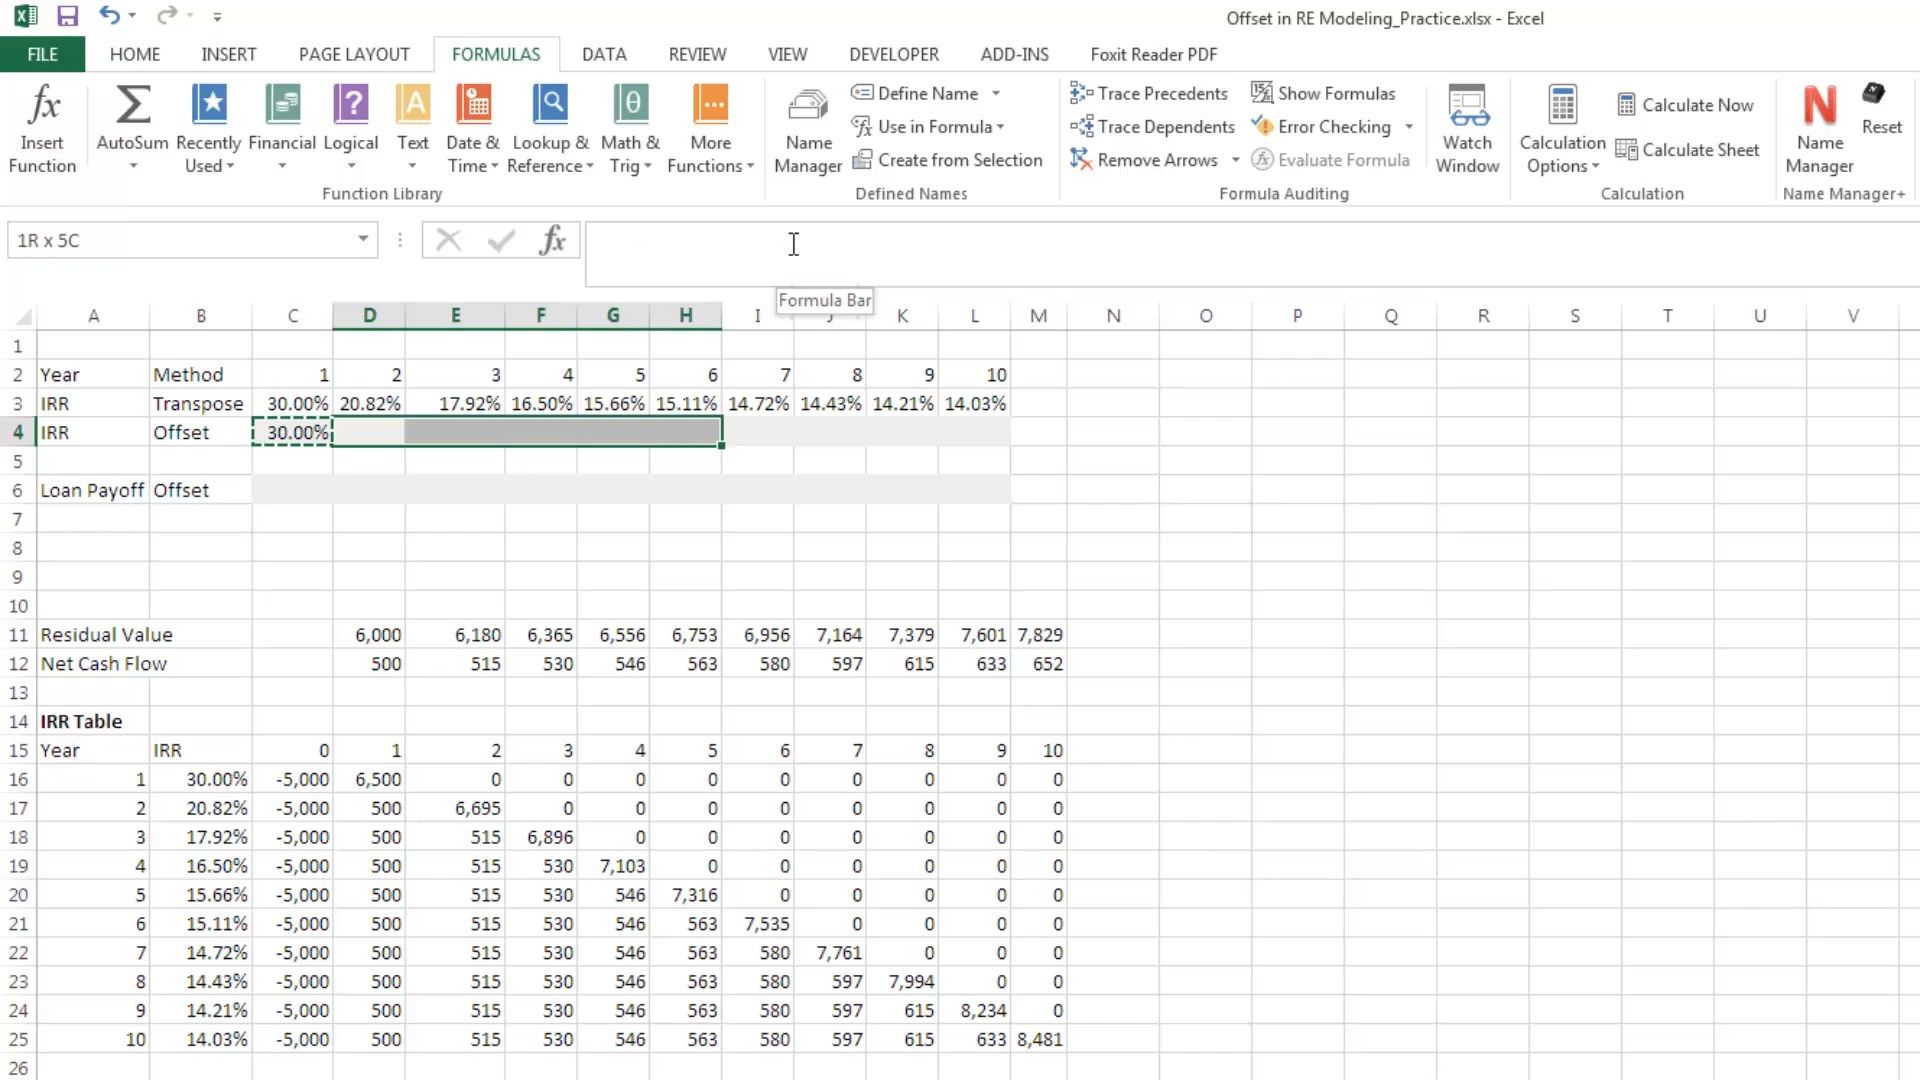 Offset in RE Modeling_Practice.xlsx - Excel
FILE HOME INSERT PAGE LAYOUT FORMULAS DATA REVIEW VIEW DEVELOPER ADD-INS Foxit Reader PDF
Insert Function
AutoSum
Recently Used
Financial
Logical
Text
Date & Time
Lookup & Reference
Math & Trig
More Functions
Function Library
Name Manager
Define Name
Use in Formula
Create from Selection
Defined Names
Trace Precedents
Trace Dependents
Remove Arrows
Show Formulas
Error Checking
Evaluate Formula
Formula Auditing
Watch Window
Calculation Options
Calculate Now
Calculate Sheet
Calculation
Name Manager
Reset
Name Manager+
1R x 5C
fx
Formula Bar
A B C D E F G H I J K L M N O P Q R S T U V
1
2 Year Method 1 2 3 4 5 6 7 8 9 10
3 IRR Transpose 30.00% 20.82% 17.92% 16.50% 15.66% 15.11% 14.72% 14.43% 14.21% 14.03%
4 IRR Offset 30.00%
5
6 Loan Payoff Offset
7
8
9
10
11 Residual Value 6,000 6,180 6,365 6,556 6,753 6,956 7,164 7,379 7,601 7,829
12 Net Cash Flow 500 515 530 546 563 580 597 615 633 652
13
14 IRR Table
15 Year IRR 0 1 2 3 4 5 6 7 8 9 10
16 1 30.00% -5,000 6,500 0 0 0 0 0 0 0 0 0
17 2 20.82% -5,000 500 6,695 0 0 0 0 0 0 0 0
18 3 17.92% -5,000 500 515 6,896 0 0 0 0 0 0 0
19 4 16.50% -5,000 500 515 530 7,103 0 0 0 0 0 0
20 5 15.66% -5,000 500 515 530 546 7,316 0 0 0 0 0
21 6 15.11% -5,000 500 515 530 546 563 7,535 0 0 0 0
22 7 14.72% -5,000 500 515 530 546 563 580 7,761 0 0 0
23 8 14.43% -5,000 500 515 530 546 563 580 597 7,994 0 0
24 9 14.21% -5,000 500 515 530 546 563 580 597 615 8,234 0
25 10 14.03% -5,000 500 515 530 546 563 580 597 615 633 8,481
26